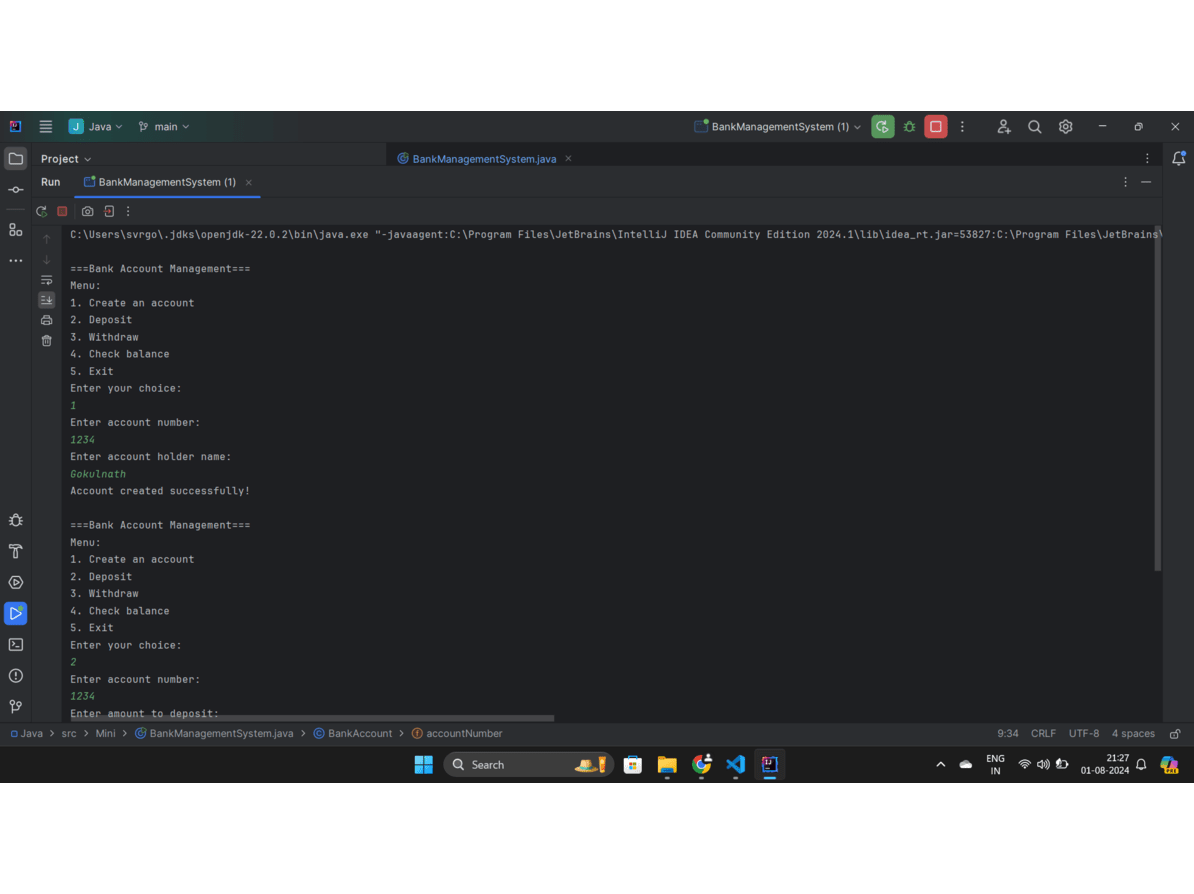 J Java main BankManagementSystem (1)
Project BankManagementSystem.java
Run BankManagementSystem (1)
C:\Users\svrgo\.jdks\openjdk-22.0.2\bin\java.exe "-javaagent:C:\Program Files\JetBrains\IntelliJ IDEA Community Edition 2024.1\lib\idea_rt.jar=53827:C:\Program Files\JetBrains\
===Bank Account Management===
Menu:
1. Create an account
2. Deposit
3. Withdraw
4. Check balance
5. Exit
Enter your choice:
1
Enter account number:
1234
Enter account holder name:
Gokulnath
Account created successfully!
===Bank Account Management===
Menu:
1. Create an account
2. Deposit
3. Withdraw
4. Check balance
5. Exit
Enter your choice:
2
Enter account number:
1234
Enter amount to deposit:
Java > src > Mini > BankManagementSystem.java > BankAccount > accountNumber 9:34 CRLF UTF-8 4 spaces
Search ENG IN 21:27 01-08-2024